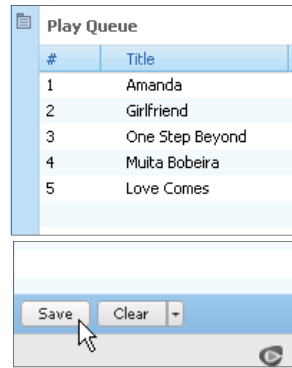 Play Queue
# Title
1 Amanda
2 Girlfriend
3 One Step Beyond
4 Muita Bobeira
5 Love Comes
Save Clear